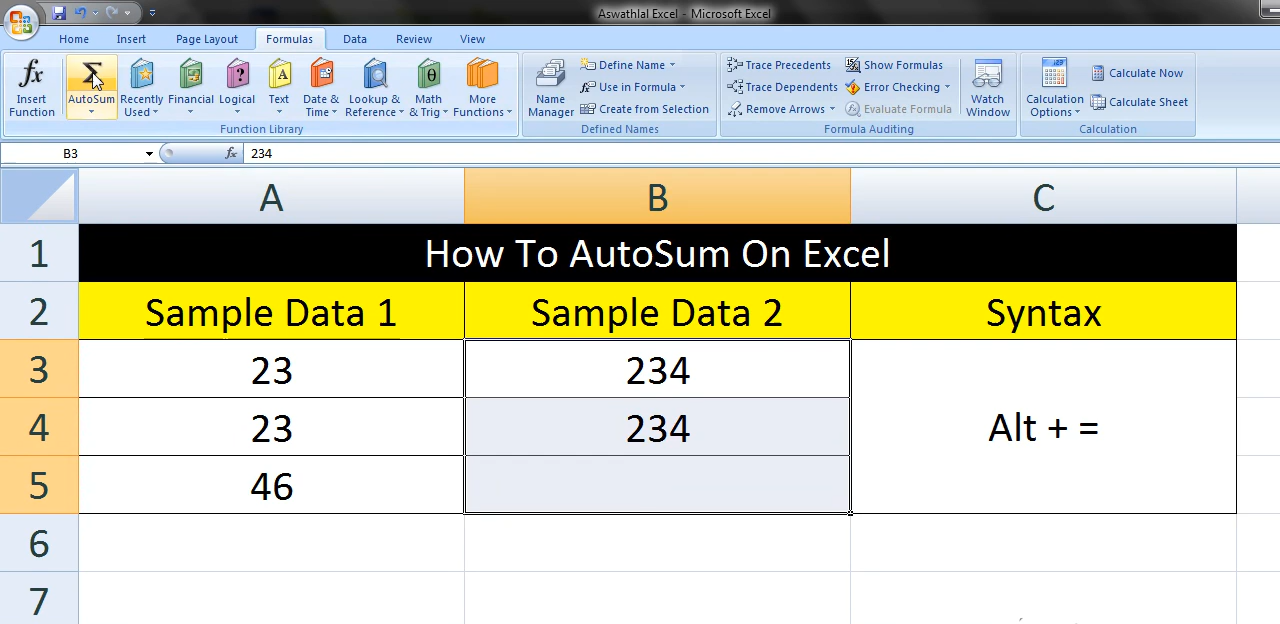 Aswathlal Excel - Microsoft Excel
Home Insert Page Layout Formulas Data Review View
fx Insert Function
Σ AutoSum
Recently Used
Financial
Logical
A Text
Date & Time
Lookup & Reference
θ Math & Trig
More Functions
Function Library
Name Manager
Define Name
Use in Formula
Create from Selection
Defined Names
Trace Precedents
Trace Dependents
Remove Arrows
Show Formulas
Error Checking
Evaluate Formula
Formula Auditing
Watch Window
Calculation Options
Calculate Now
Calculate Sheet
Calculation
B3 fx 234
A B C
1 How To AutoSum On Excel
2 Sample Data 1 Sample Data 2 Syntax
3 23 234
4 23 234 Alt + =
5 46
6
7